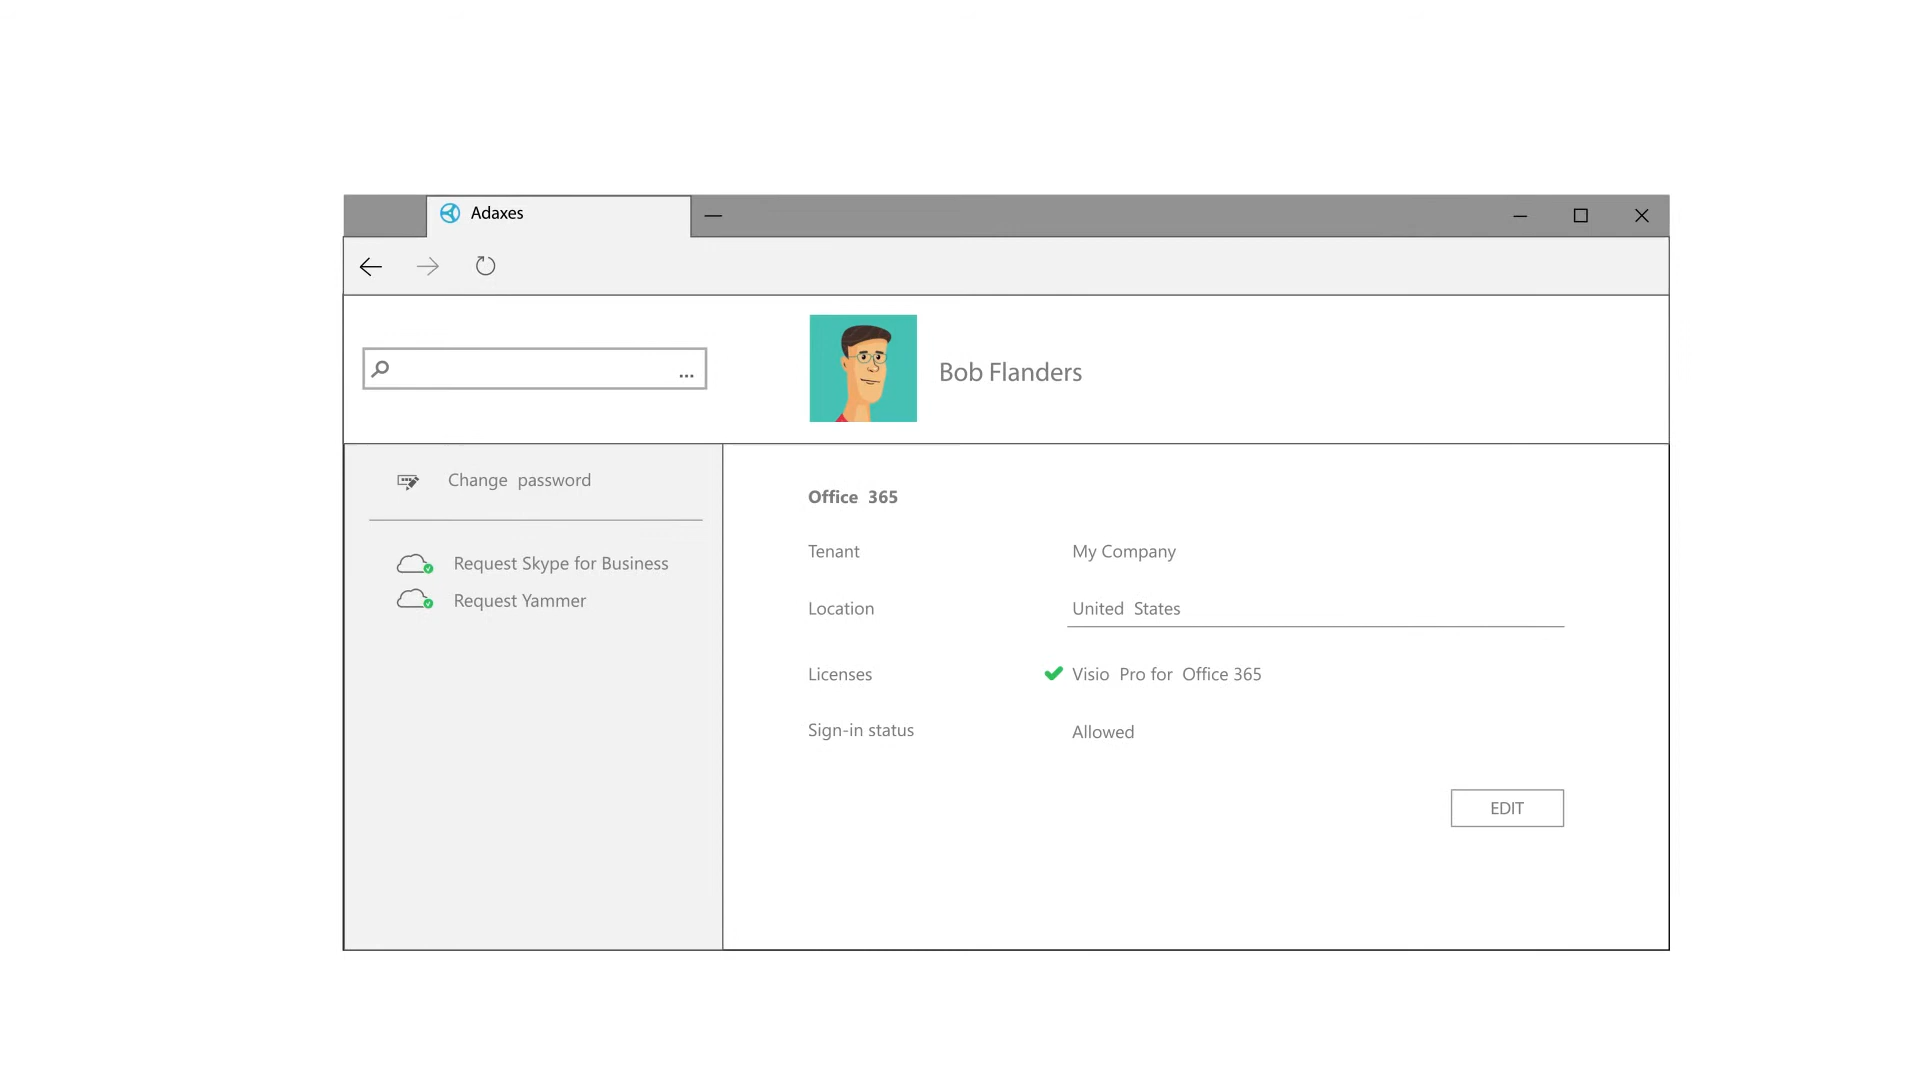 Adaxes
...
Bob Flanders
Change password
Request Skype for Business
Request Yammer
Office 365
Tenant My Company
Location United States
Licenses Visio Pro for Office 365
Sign-in status Allowed
EDIT